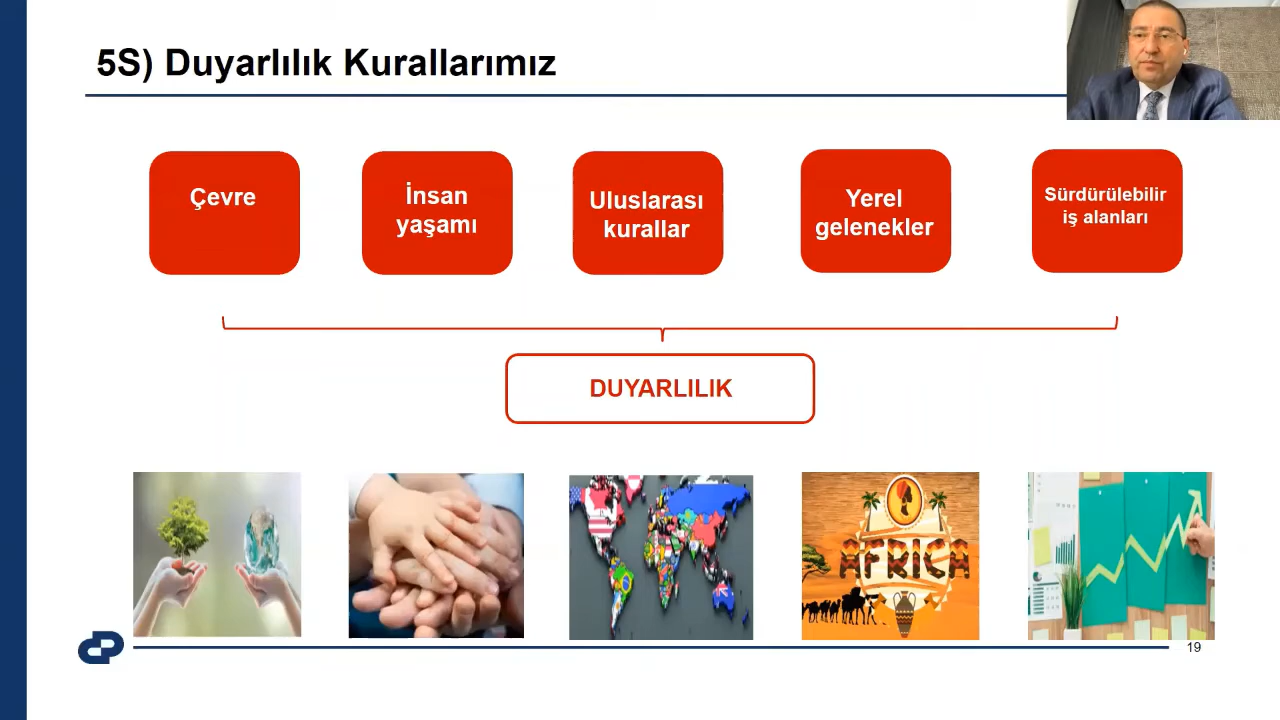 5S) Duyarlılık Kurallarımız
Çevre
İnsan
yaşamı
Uluslarası
kurallar
Yerel
gelenekler
Sürdürülebilir
iş alanları
DUYARLILIK
AFRICA
19